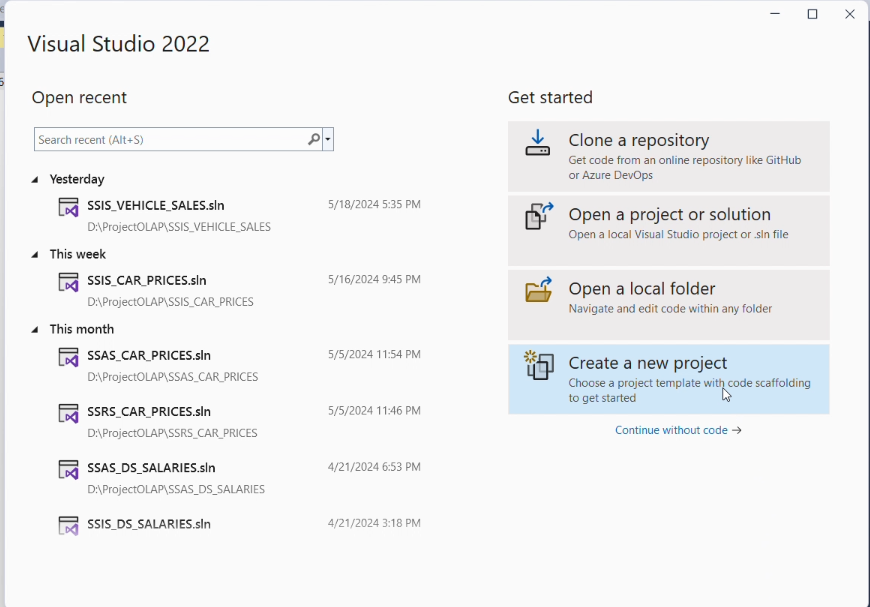 Visual Studio 2022
Open recent
Search recent (Alt+S)
Yesterday
SSIS_VEHICLE_SALES.sln 5/18/2024 5:35 PM
D:\ProjectOLAP\SSIS_VEHICLE_SALES
This week
SSIS_CAR_PRICES.sln 5/16/2024 9:45 PM
D:\ProjectOLAP\SSIS_CAR_PRICES
This month
SSAS_CAR_PRICES.sln 5/5/2024 11:54 PM
D:\ProjectOLAP\SSAS_CAR_PRICES
SSRS_CAR_PRICES.sln 5/5/2024 11:46 PM
D:\ProjectOLAP\SSRS_CAR_PRICES
SSAS_DS_SALARIES.sln 4/21/2024 6:53 PM
D:\ProjectOLAP\SSAS_DS_SALARIES
SSIS_DS_SALARIES.sln 4/21/2024 3:18 PM
Get started
Clone a repository
Get code from an online repository like GitHub
or Azure DevOps
Open a project or solution
Open a local Visual Studio project or .sln file
Open a local folder
Navigate and edit code within any folder
Create a new project
Choose a project template with code scaffolding
to get started
Continue without code →